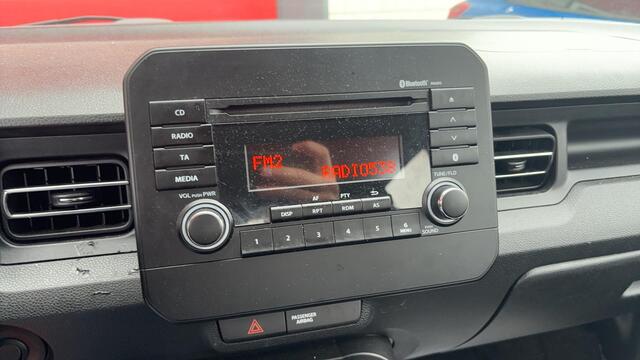 Bluetooth
CD
RADIO
TA
MEDIA
FM2
RADIO538
VOL PUSH PWR
TUNE/FLD
AF
PTY
DISP
RPT
RDM
AS
1
2
3
4
5
6
MENU
PUSH
SOUND
PASSENGER
AIRBAG